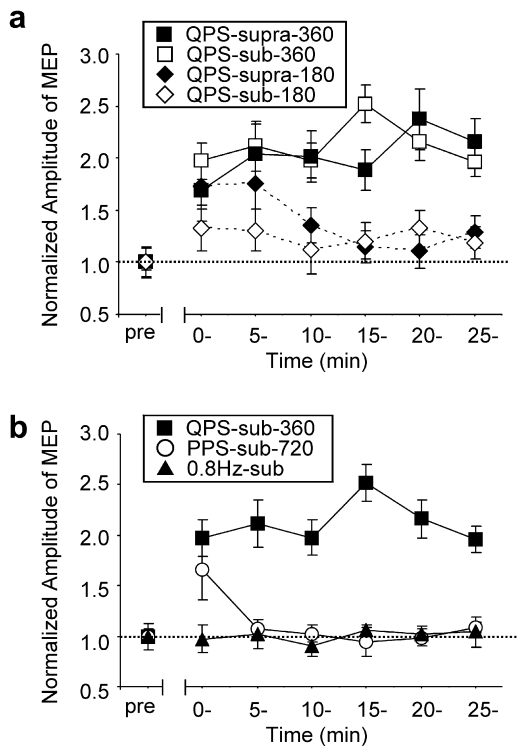 a
QPS-supra-360
QPS-sub-360
QPS-supra-180
QPS-sub-180
Normalized Amplitude of MEP
3.0
2.5
2.0
1.5
1.0
0.5
pre
0-
5-
10-
15-
20-
25-
Time (min)
b
QPS-sub-360
PPS-sub-720
0.8Hz-sub
Normalized Amplitude of MEP
3.0
2.5
2.0
1.5
1.0
0.5
pre
0-
5-
10-
15-
20-
25-
Time (min)